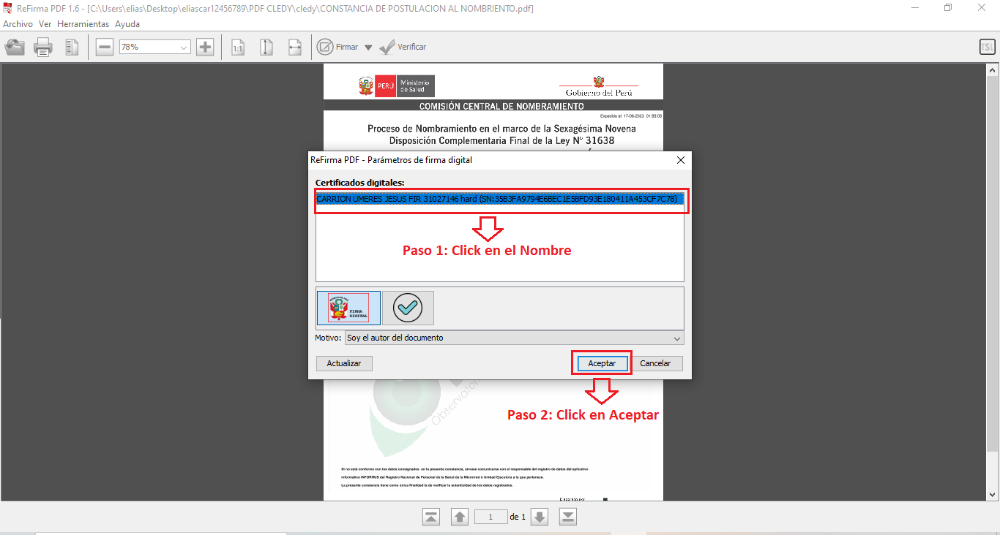 ReFirma PDF 1.6 - [C:\Users\elias\Desktop\eliascar12456789\PDF CLEDY\cledy\CONSTANCIA DE POSTULACION AL NOMBRIENTO.pdf]
Archivo Ver Herramientas Ayuda
78% 1:1 Firmar Verificar TSL
PERÚ Ministerio de Salud
Gobierno del Perú
COMISIÓN CENTRAL DE NOMBRAMIENTO
Expedido el: 17-06-2023 01:55:05
Proceso de Nombramiento en el marco de la Sexagésima Novena
Disposición Complementaria Final de la Ley N° 31638
ReFirma PDF - Parámetros de firma digital
Certificados digitales:
CARRION UMERES JESUS FIR 31027146 hard (SN:35B3FA9794E6BEC1E5BFD93E180411A453CF7C78)
Paso 1: Click en el Nombre
FIRMA
DIGITAL
Motivo: Soy el autor del documento
Actualizar Aceptar Cancelar
Paso 2: Click en Aceptar
Si no está conforme con los datos consignados en la presente constancia, sírvase comunicarse con el responsable del registro de datos del aplicativo
informático INFORHUS del Registro Nacional de Personal de la Salud de la Microrred ó Unidad Ejecutora a la que pertenece.
La presente constancia tiene como única finalidad la de verificar la autenticidad de los datos registrados.
1 de 1